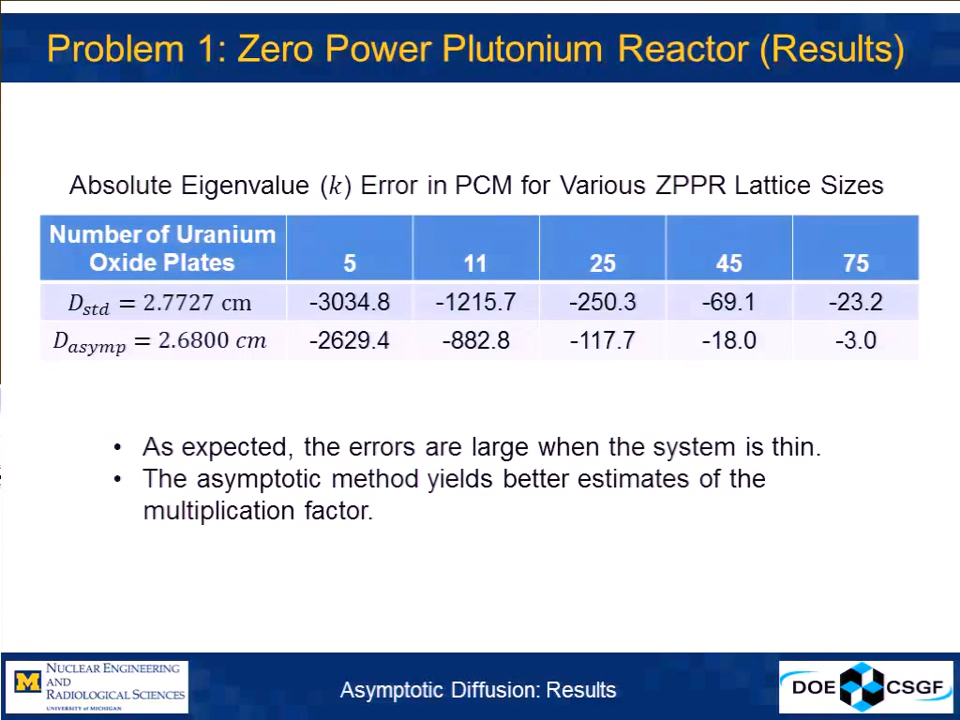 Problem 1: Zero Power Plutonium Reactor (Results)
Absolute Eigenvalue (k) Error in PCM for Various ZPPR Lattice Sizes
Number of Uranium
Oxide Plates 5 11 25 45 75
D_std = 2.7727 cm -3034.8 -1215.7 -250.3 -69.1 -23.2
D_asymp = 2.6800 cm -2629.4 -882.8 -117.7 -18.0 -3.0
• As expected, the errors are large when the system is thin.
• The asymptotic method yields better estimates of the
multiplication factor.
M
NUCLEAR ENGINEERING
AND
RADIOLOGICAL SCIENCES
UNIVERSITY of MICHIGAN
Asymptotic Diffusion: Results
DOE CSGF